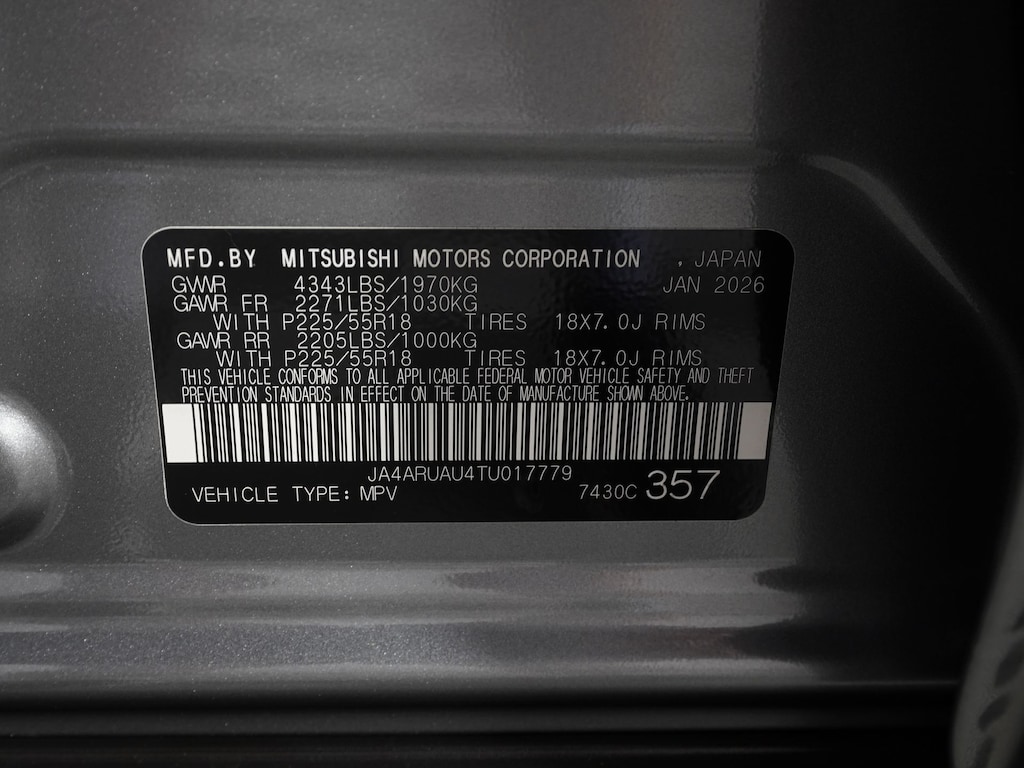 MFD.BY MITSUBISHI MOTORS CORPORATION , JAPAN
GVWR 4343LBS/1970KG JAN 2026
GAWR FR 2271LBS/1030KG
WITH P225/55R18 TIRES 18X7.0J RIMS
GAWR RR 2205LBS/1000KG
WITH P225/55R18 TIRES 18X7.0J RIMS
THIS VEHICLE CONFORMS TO ALL APPLICABLE FEDERAL MOTOR VEHICLE SAFETY AND THEFT
PREVENTION STANDARDS IN EFFECT ON THE DATE OF MANUFACTURE SHOWN ABOVE.
JA4ARUAU4TU017779
VEHICLE TYPE: MPV 7430C 357